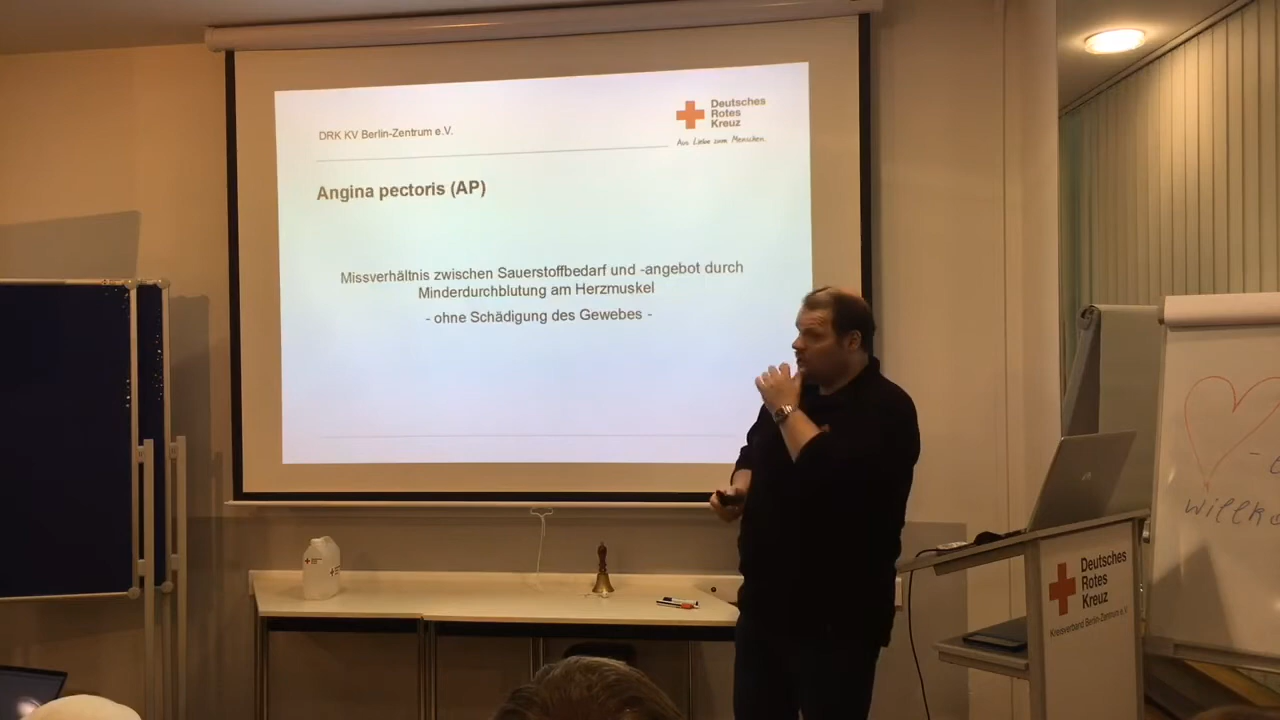 DRK KV Berlin-Zentrum e.V.
Deutsches
Rotes
Kreuz
Aus Liebe zum Menschen.
Angina pectoris (AP)
Missverhältnis zwischen Sauerstoffbedarf und -angebot durch
Minderdurchblutung am Herzmuskel
- ohne Schädigung des Gewebes -
Deutsches
Rotes
Kreuz
Kreisverband Berlin-Zentrum e.V.
willko